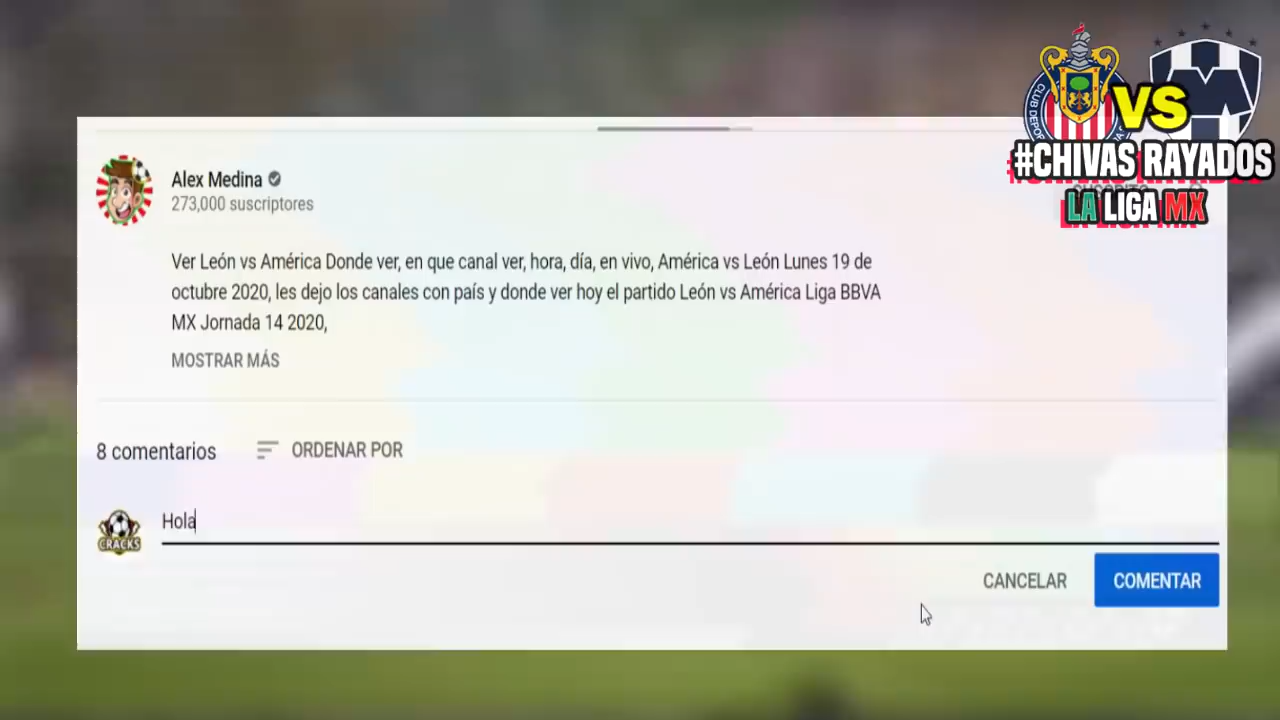 VS
#CHIVAS RAYADOS
LA LIGA MX
Alex Medina
273,000 suscriptores
Ver León vs América Donde ver, en que canal ver, hora, día, en vivo, América vs León Lunes 19 de
octubre 2020, les dejo los canales con país y donde ver hoy el partido León vs América Liga BBVA
MX Jornada 14 2020,
MOSTRAR MÁS
8 comentarios
ORDENAR POR
CRACKS
Hola
CANCELAR
COMENTAR